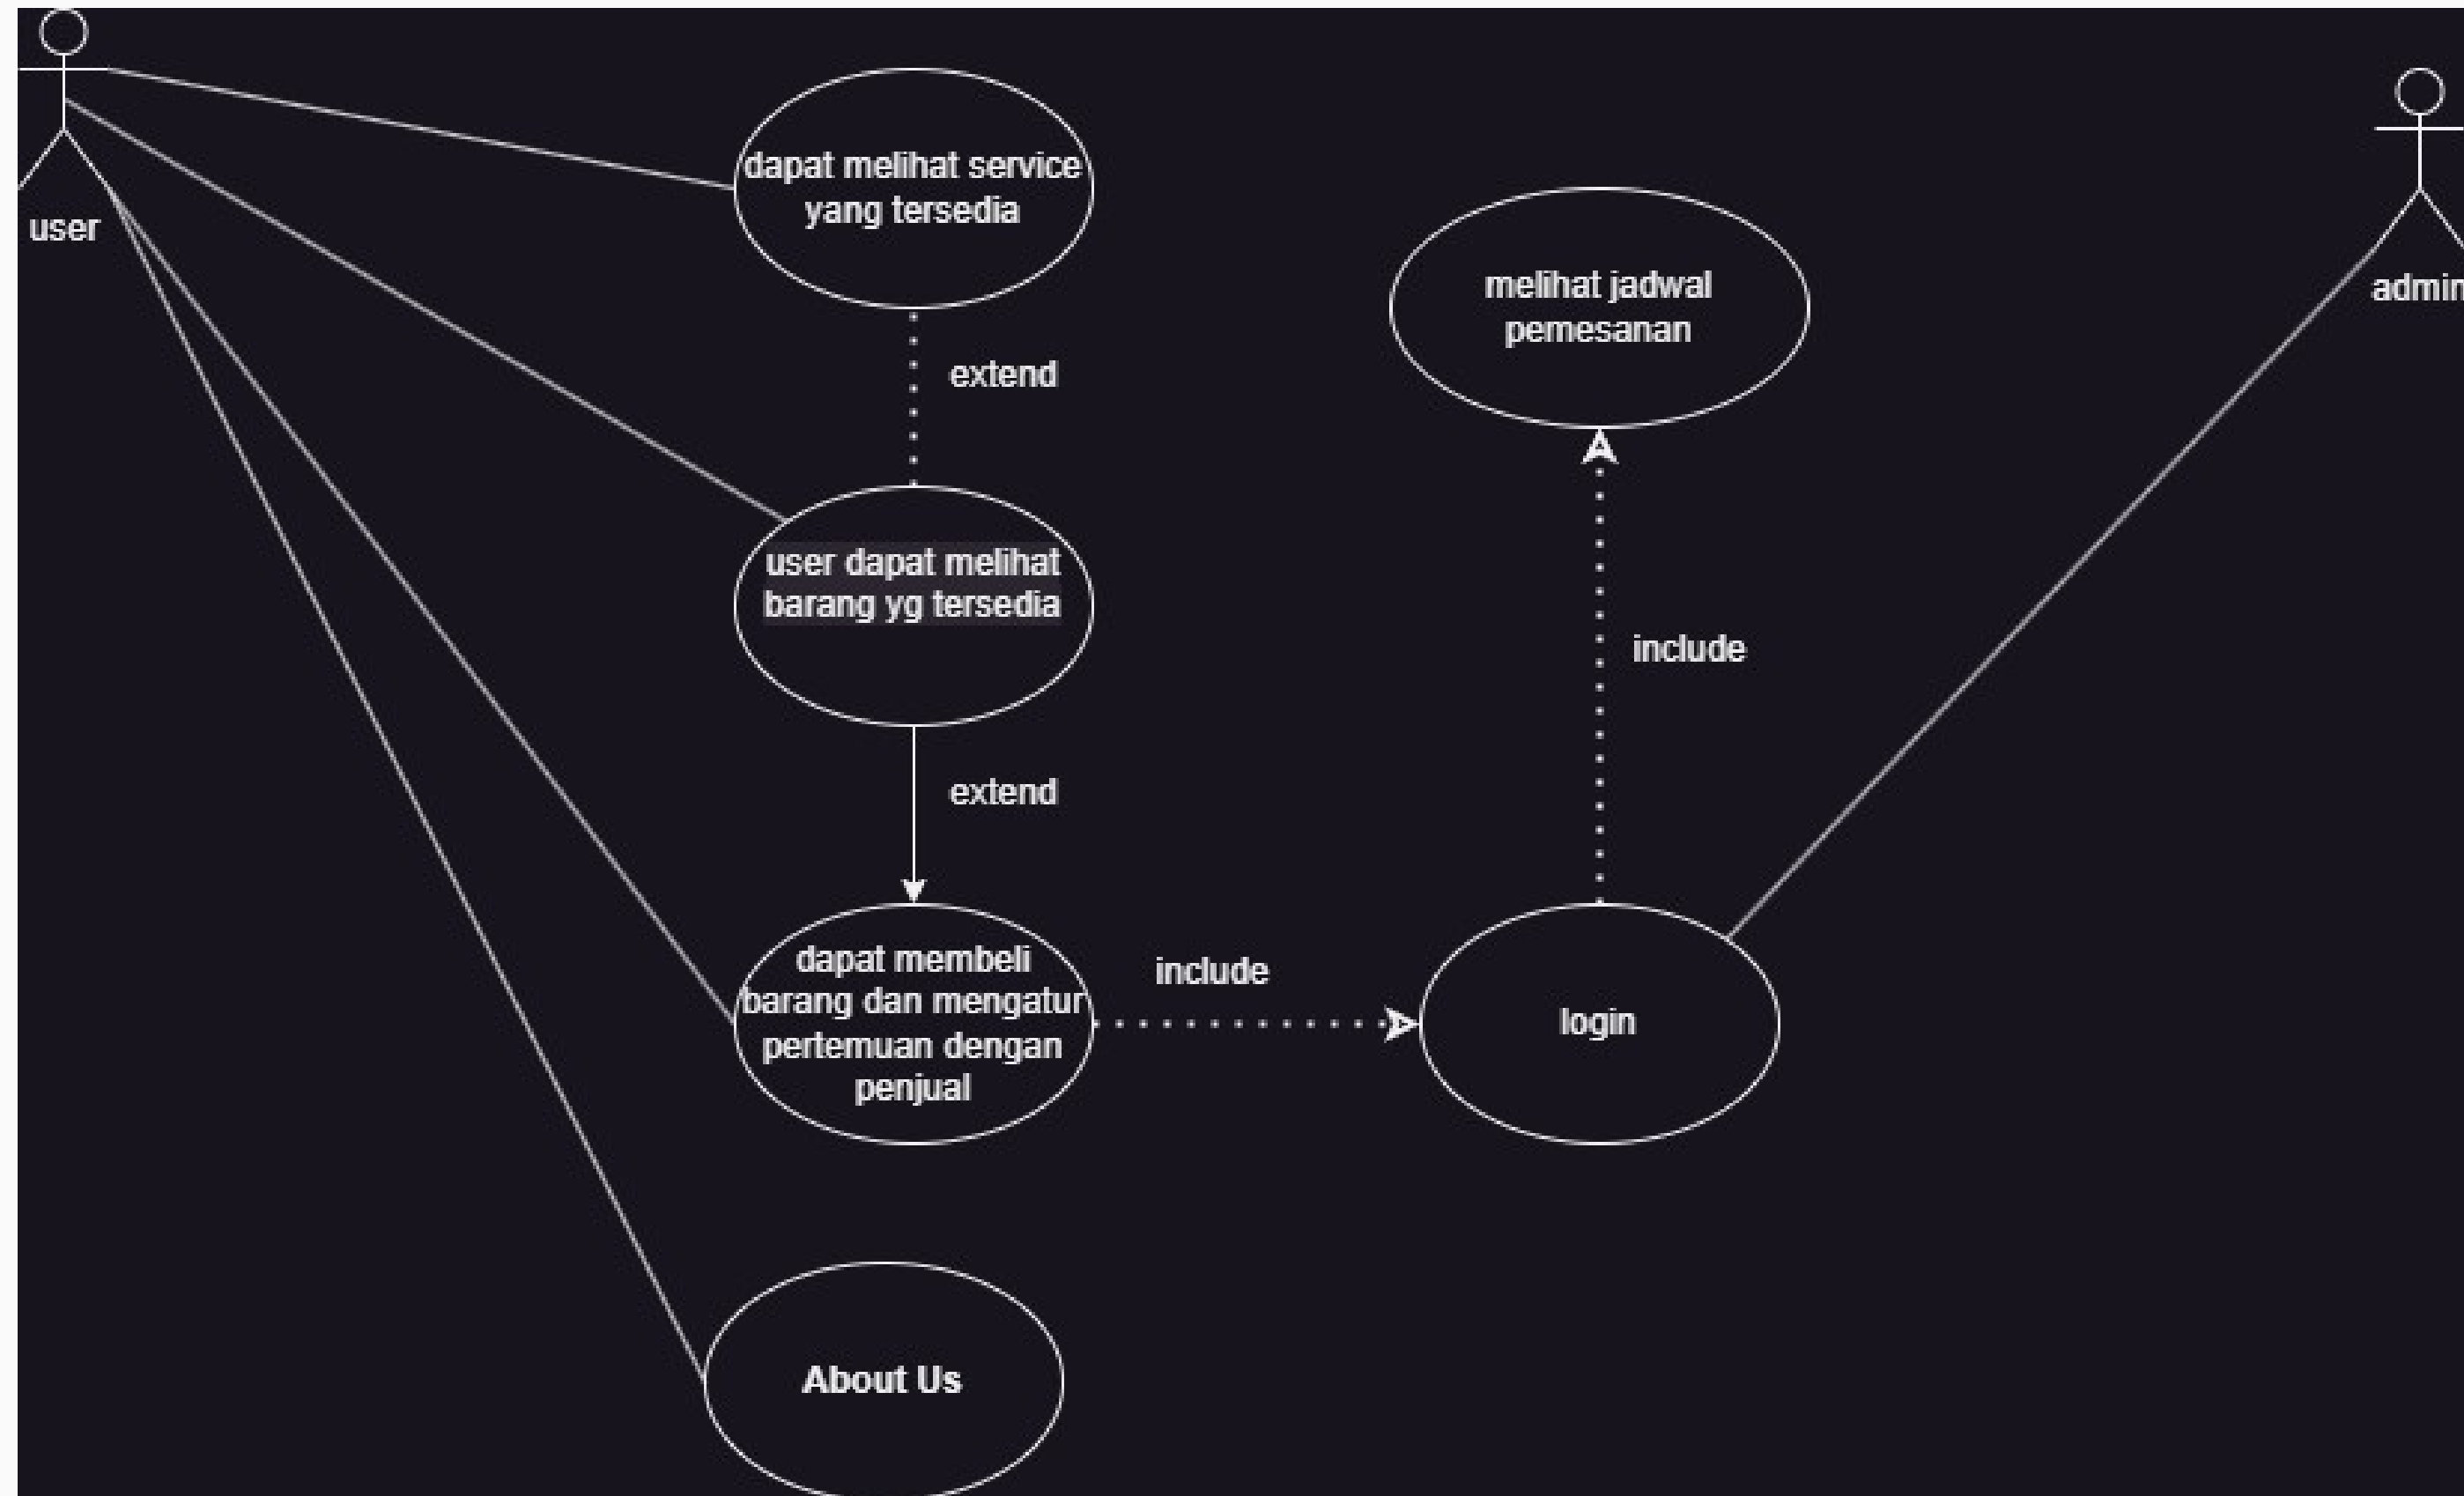 user
dapat melihat service
yang tersedia
extend
user dapat melihat
barang yg tersedia
extend
dapat membeli
barang dan mengatur
pertemuan dengan
penjual
include
About Us
melihat jadwal
pemesanan
include
login
admin